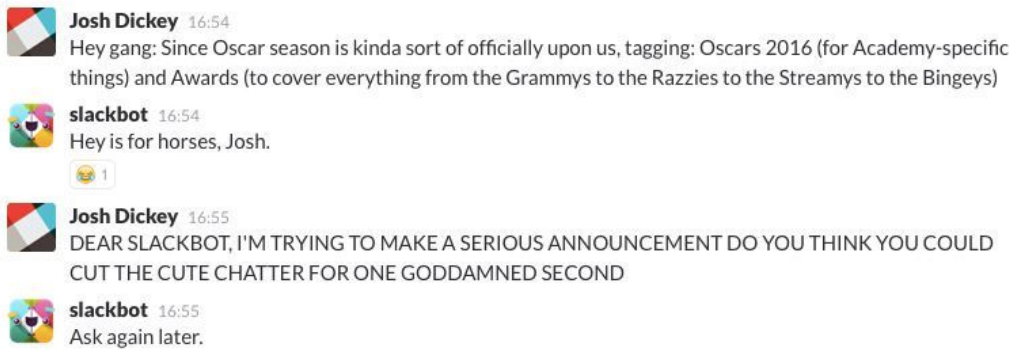 Josh Dickey 16:54
Hey gang: Since Oscar season is kinda sort of officially upon us, tagging: Oscars 2016 (for Academy-specific
things) and Awards (to cover everything from the Grammys to the Razzies to the Streamys to the Bingeys)
slackbot 16:54
Hey is for horses, Josh.
1
Josh Dickey 16:55
DEAR SLACKBOT, I'M TRYING TO MAKE A SERIOUS ANNOUNCEMENT DO YOU THINK YOU COULD
CUT THE CUTE CHATTER FOR ONE GODDAMNED SECOND
slackbot 16:55
Ask again later.